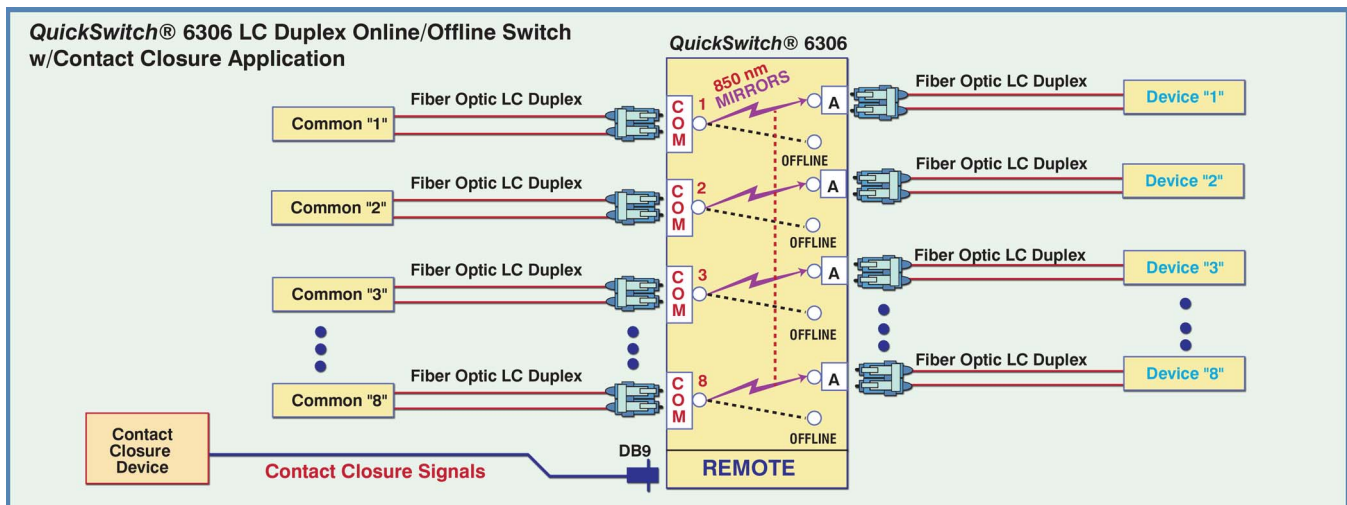 QuickSwitch® 6306 LC Duplex Online/Offline Switch
w/Contact Closure Application
QuickSwitch® 6306
Common "1"
Fiber Optic LC Duplex
COM
1
850 nm
MIRRORS
A
OFFLINE
Fiber Optic LC Duplex
Device "1"
Common "2"
Fiber Optic LC Duplex
COM
2
A
OFFLINE
Fiber Optic LC Duplex
Device "2"
Common "3"
Fiber Optic LC Duplex
COM
3
A
OFFLINE
Fiber Optic LC Duplex
Device "3"
Common "8"
Fiber Optic LC Duplex
COM
8
A
OFFLINE
Fiber Optic LC Duplex
Device "8"
Contact
Closure
Device
Contact Closure Signals
DB9
REMOTE